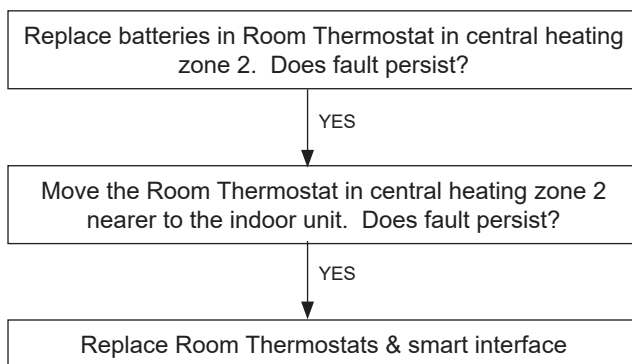 Replace batteries in Room Thermostat in central heating
zone 2.  Does fault persist?
YES
Move the Room Thermostat in central heating zone 2
nearer to the indoor unit.  Does fault persist?
YES
Replace Room Thermostats & smart interface